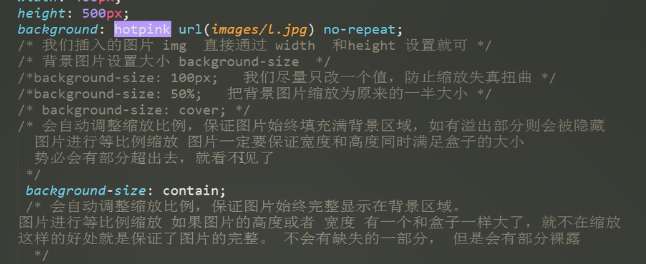 height: 500px;
background: hotpink url(images/l.jpg) no-repeat;
/* 我们插入的图片 img 直接通过 width 和height 设置就可 */
/* 背景图片设置大小 background-size */
/*background-size: 100px; 我们尽量只改一个值，防止缩放失真扭曲 */
/*background-size: 50%; 把背景图片缩放为原来的一半大小 */
/* background-size: cover; */
/* 会自动调整缩放比例，保证图片始终填充满背景区域，如有溢出部分则会被隐藏
图片进行等比例缩放 图片一定要保证宽度和高度同时满足盒子的大小
势必会有部分超出去，就看不见了
*/
background-size: contain;
/* 会自动调整缩放比例，保证图片始终完整显示在背景区域。
图片进行等比例缩放 如果图片的高度或者 宽度 有一个和盒子一样大了，就不在缩放
这样的好处就是保证了图片的完整。 不会有缺失的一部分， 但是会有部分裸露
*/